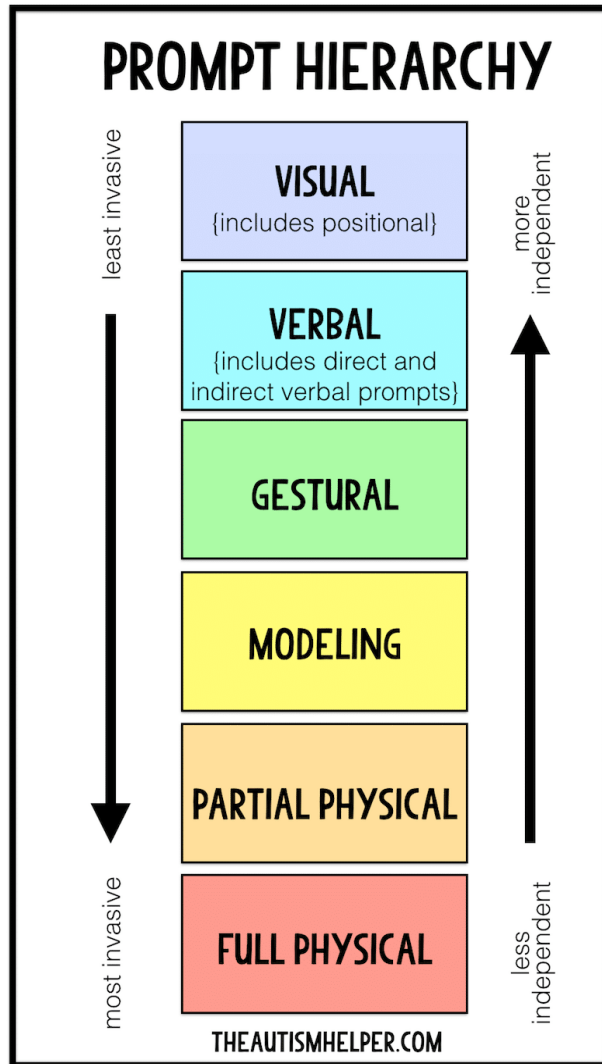 PROMPT HIERARCHY
least invasive
more
independent
VISUAL
{includes positional}
VERBAL
{includes direct and
indirect verbal prompts}
GESTURAL
MODELING
PARTIAL PHYSICAL
FULL PHYSICAL
most invasive
less
independent
THEAUTISMHELPER.COM